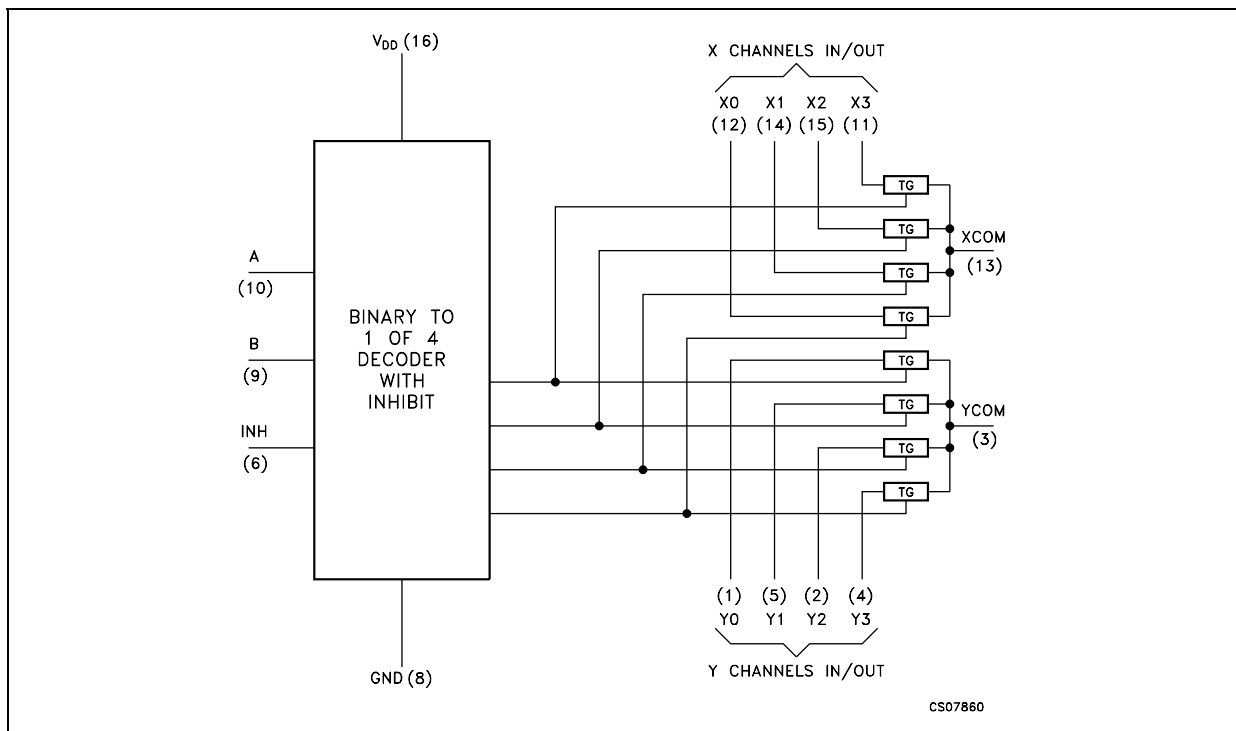 V_DD (16)
X CHANNELS IN/OUT
X0 X1 X2 X3
(12) (14) (15) (11)
TG
TG
XCOM
(13)
TG
TG
A
(10)
B
(9)
INH
(6)
BINARY TO
1 OF 4
DECODER
WITH
INHIBIT
TG
TG
YCOM
(3)
TG
TG
(1) (5) (2) (4)
Y0 Y1 Y2 Y3
Y CHANNELS IN/OUT
GND (8)
CS07860